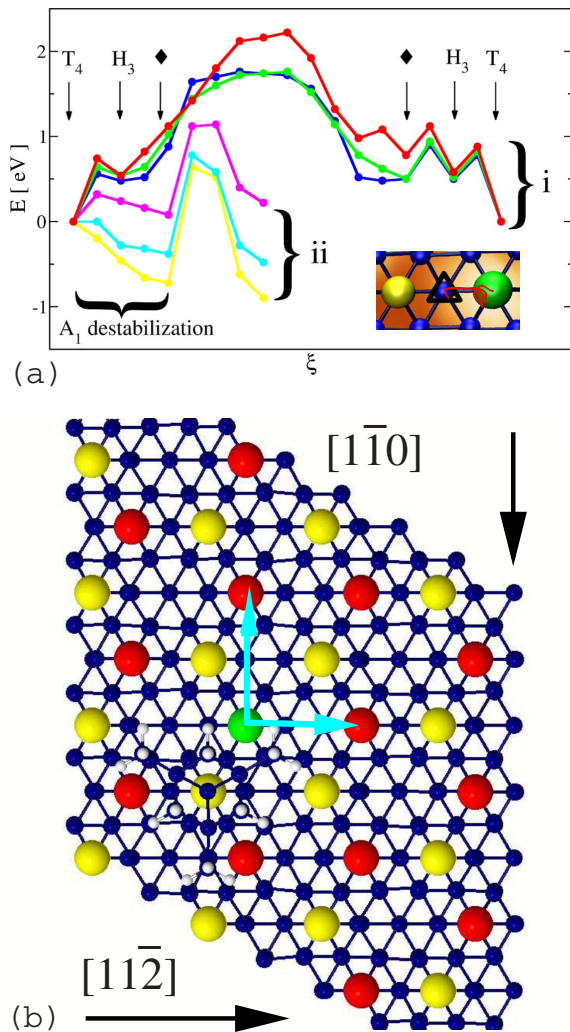 2
1
0
-1
E [ eV ]
T₄ H₃ ♦ ♦ H₃ T₄
} i
} ii
A₁ destabilization
ξ
(a)
[11̅0]
[112̅]
(b)